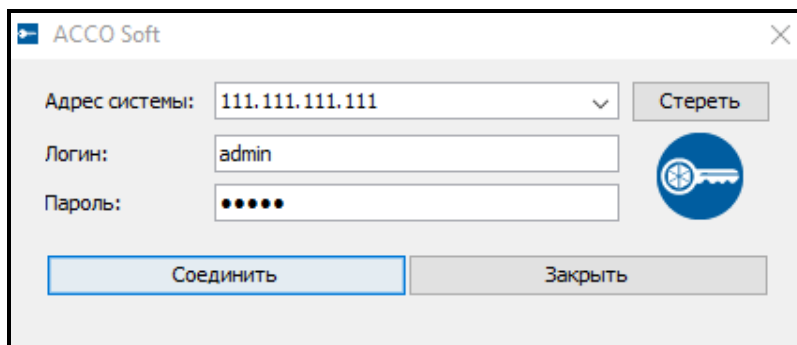 ACCO Soft
Адрес системы: 111.111.111.111 Стереть
Логин: admin
Пароль: •••••
Соединить Закрыть